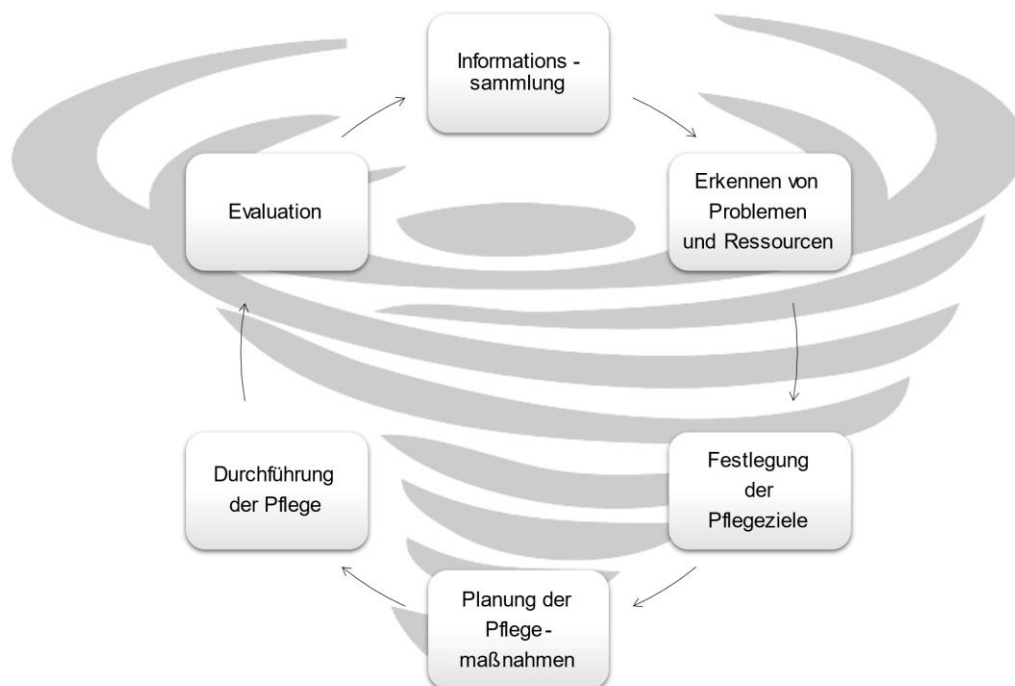 Informations -
sammlung
Erkennen von
Problemen
und Ressourcen
Festlegung
der
Pflegeziele
Planung der
Pflege -
maßnahmen
Durchführung
der Pflege
Evaluation